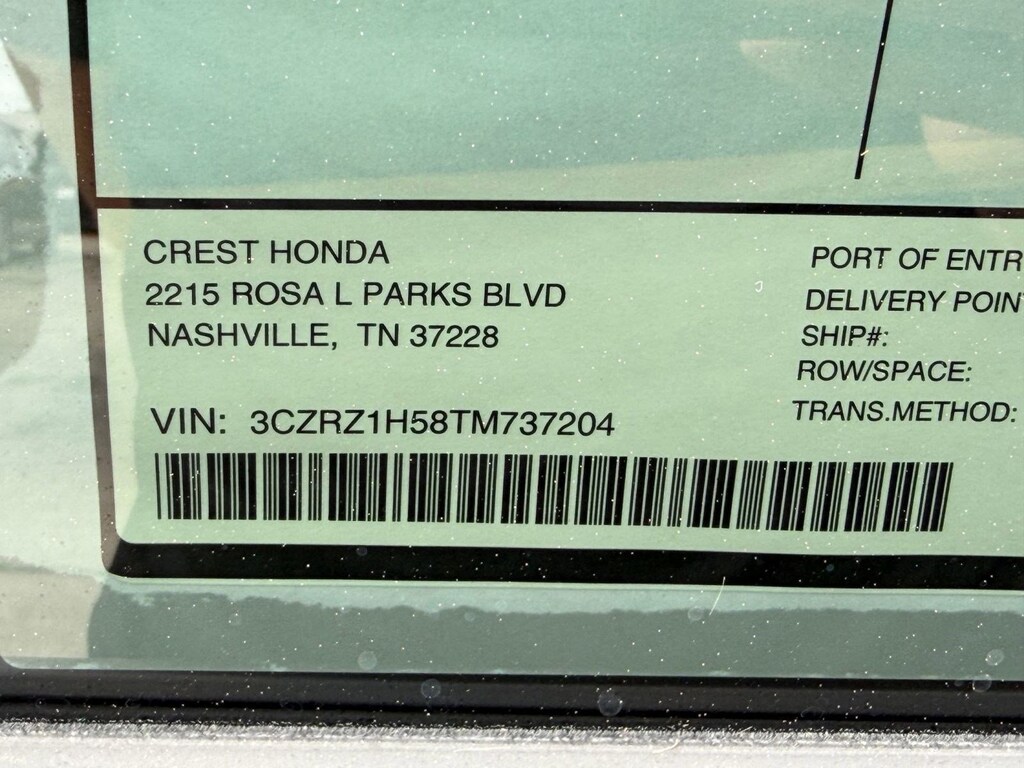 CREST HONDA
2215 ROSA L PARKS BLVD
NASHVILLE, TN 37228
VIN: 3CZRZ1H58TM737204
PORT OF ENTR
DELIVERY POIN
SHIP#:
ROW/SPACE:
TRANS.METHOD: